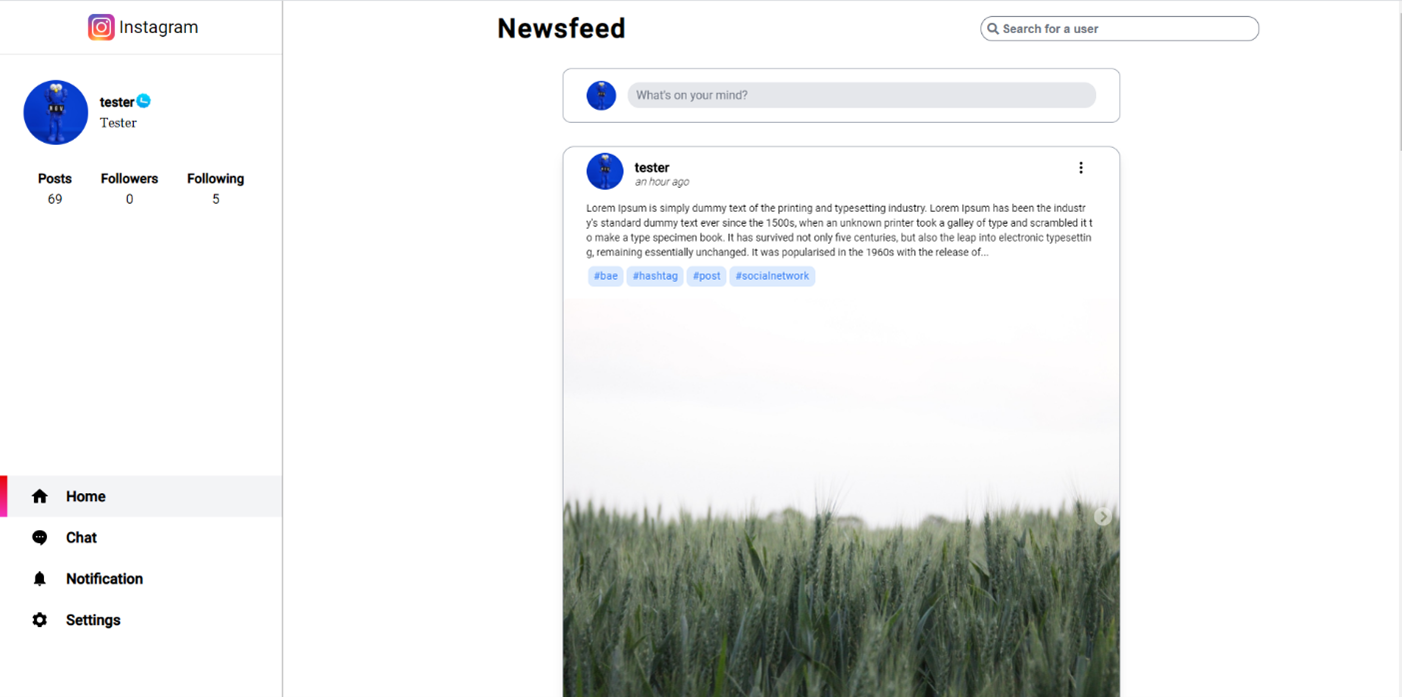 Instagram
tester
Tester
Posts Followers Following
69 0 5
Home
Chat
Notification
Settings
Newsfeed
Search for a user
What's on your mind?
tester
an hour ago
Lorem Ipsum is simply dummy text of the printing and typesetting industry. Lorem Ipsum has been the industr
y's standard dummy text ever since the 1500s, when an unknown printer took a galley of type and scrambled it t
o make a type specimen book. It has survived not only five centuries, but also the leap into electronic typesettin
g, remaining essentially unchanged. It was popularised in the 1960s with the release of...
#bae #hashtag #post #socialnetwork